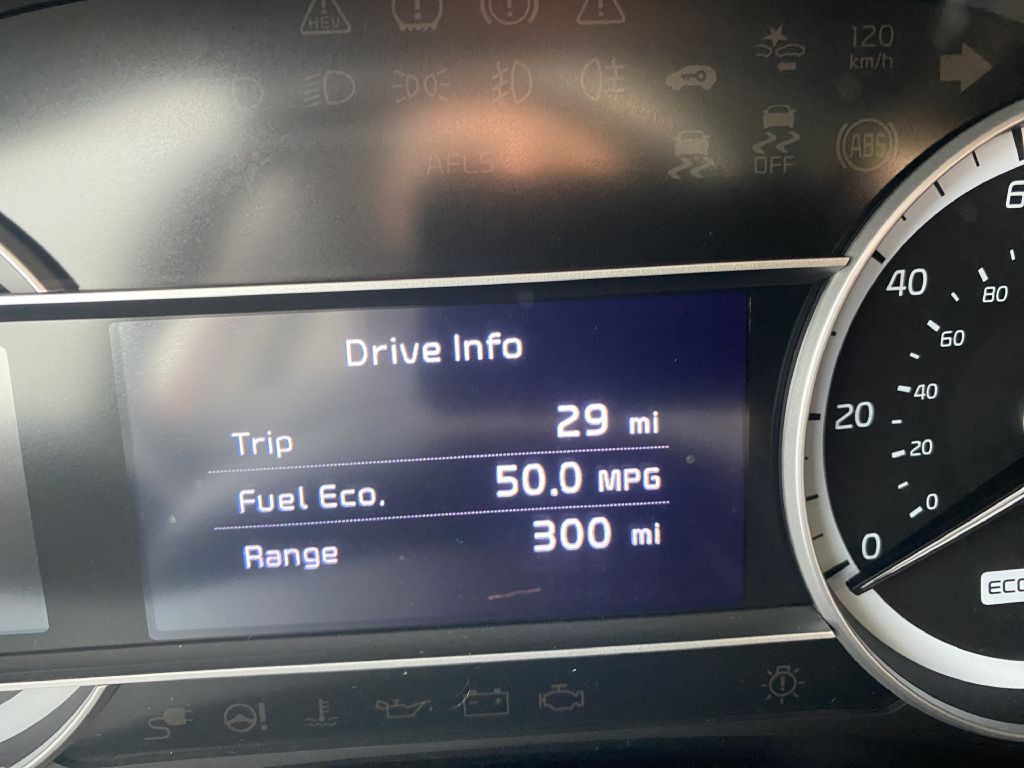 HEV
120
km/h
AFLS
OFF
ABS
Drive Info
Trip 29 mi
Fuel Eco. 50.0 MPG
Range 300 mi
40
20
0
80
60
40
20
0